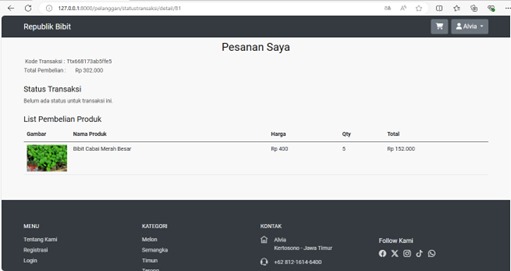 127.0.0.1:8000/pelanggan/statustransaksi/detail/81
Republik Bibit
Alvia
Pesanan Saya
Kode Transaksi : Ttx668173ab5ffe5
Total Pembelian : Rp 302.000
Status Transaksi
Belum ada status untuk transaksi ini.
List Pembelian Produk
Gambar Nama Produk Harga Qty Total
Bibit Cabai Merah Besar Rp 400 5 Rp 152.000
MENU KATEGORI KONTAK
Tentang Kami Melon Alvia Follow Kami
Registrasi Semangka Kertosono - Jawa Timur
Login Timun +62 812-1614-6400
Terong